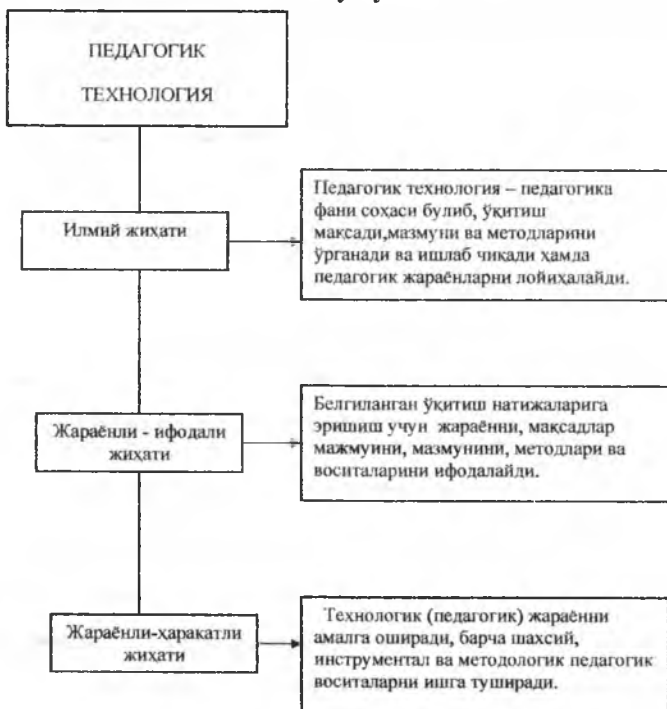 ПЕДАГОГИК
ТЕХНОЛОГИЯ
Илмий жиҳати
Педагогик технология – педагогика
фани соҳаси булиб, ўқитиш
мақсади,мазмуни ва методларини
ўрганади ва ишлаб чиқади ҳамда
педагогик жараёнларни лойиҳалайди.
Жараёнли - ифодали
жиҳати
Белгиланган ўқитиш натижаларига
эришиш учун жараённи, мақсадлар
мажмуини, мазмунини, методлари ва
воситаларини ифодалайди.
Жараёнли-ҳаракатли
жиҳати
Технологик (педагогик) жараённи
амалга оширади, барча шахсий,
инструментал ва методологик педагогик
воситаларни ишга туширади.